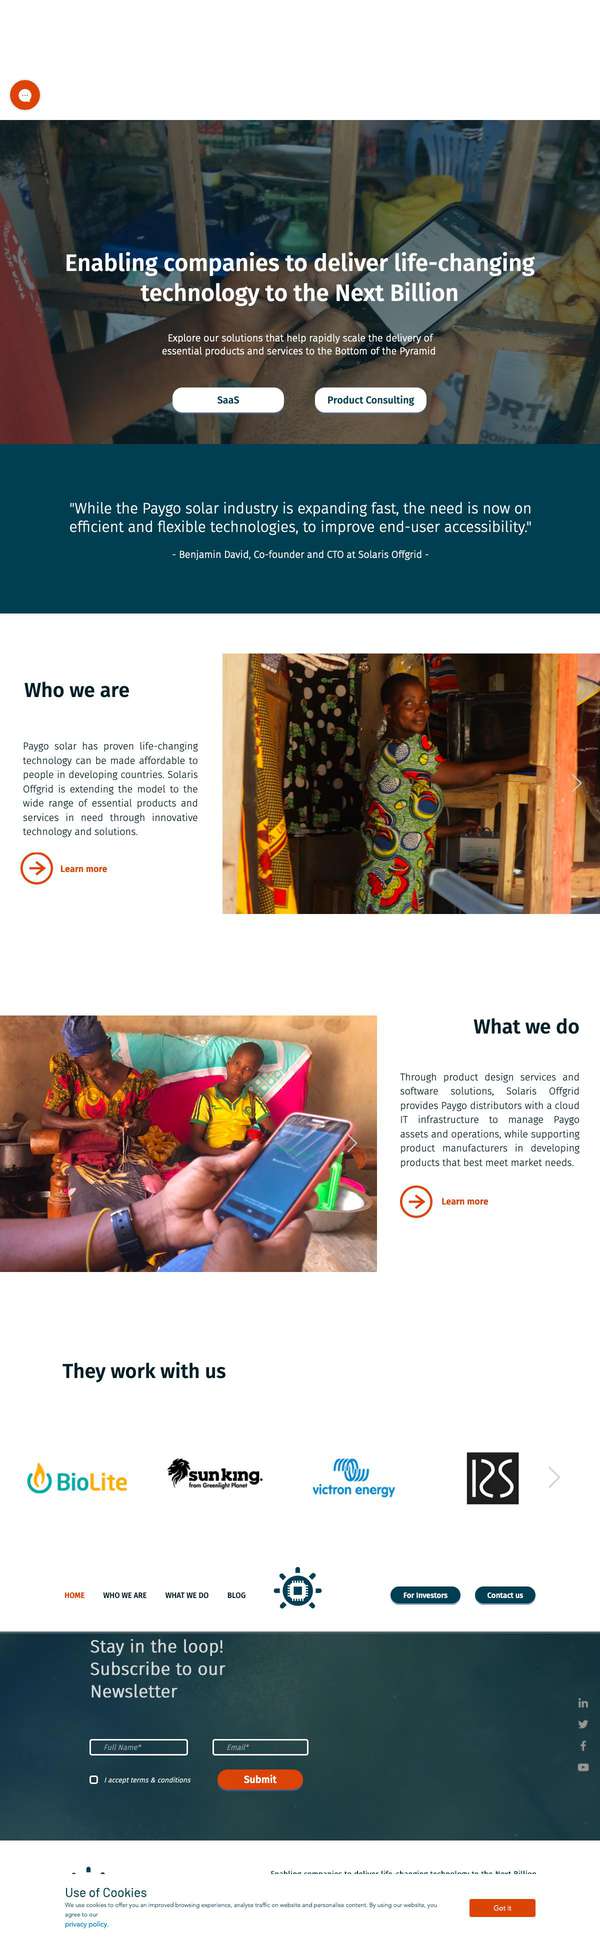 Enabling companies to deliver life-changing
technology to the Next Billion
Explore our solutions that help rapidly scale the delivery of
essential products and services to the Bottom of the Pyramid
SaaS
Product Consulting
"While the Paygo solar industry is expanding fast, the need is now on
efficient and flexible technologies, to improve end-user accessibility."
- Benjamin David, Co-founder and CTO at Solaris Offgrid -
Who we are
Paygo solar has proven life-changing
technology can be made affordable to
people in developing countries. Solaris
Offgrid is extending the model to the
wide range of essential products and
services in need through innovative
technology and solutions.
Learn more
What we do
Through product design services and
software solutions, Solaris Offgrid
provides Paygo distributors with a cloud
IT infrastructure to manage Paygo
assets and operations, while supporting
product manufacturers in developing
products that best meet market needs.
Learn more
They work with us
BioLite
sunking.
from Greenlight Planet
victron energy
HOME
WHO WE ARE
WHAT WE DO
BLOG
For Investors
Contact us
Stay in the loop!
Subscribe to our
Newsletter
Full Name*
Email*
I accept terms & conditions
Submit
Enabling companies to deliver life-changing technology to the Next Billion
Use of Cookies
We use cookies to offer you an improved browsing experience, analyse traffic on website and personalise content. By using our website, you
agree to our
privacy policy.
Got it